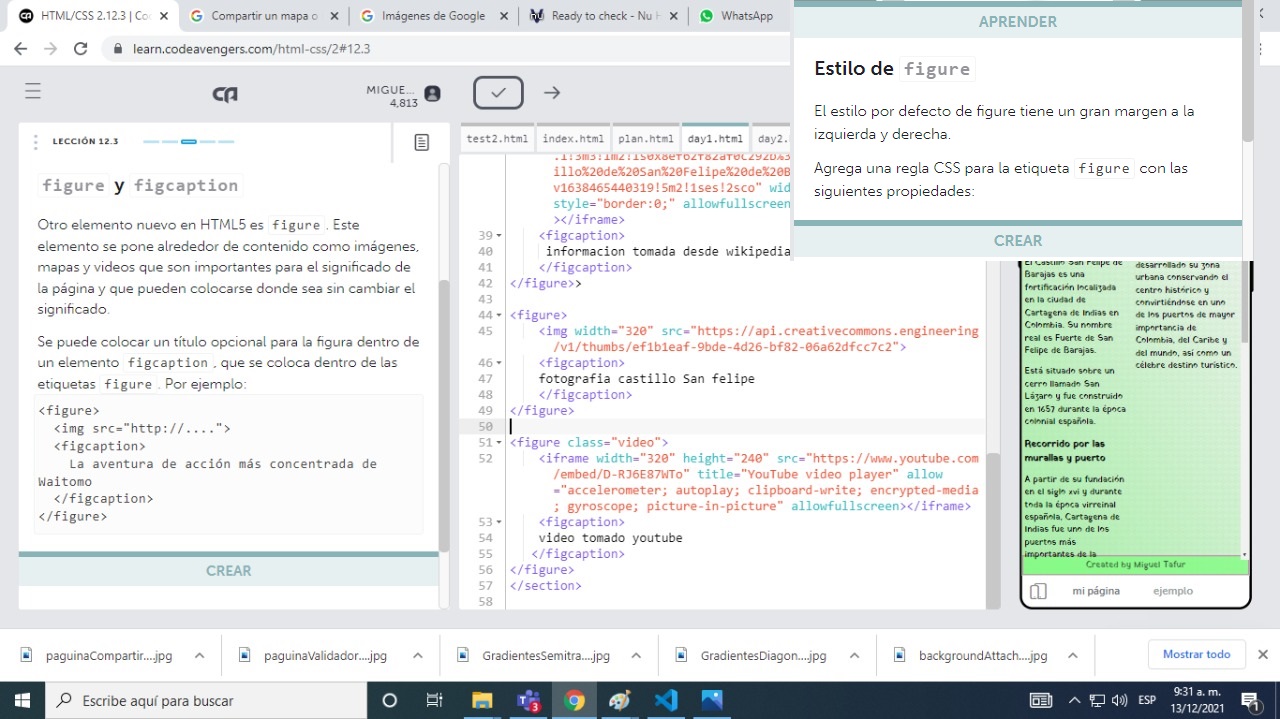 HTML/CSS 2.12.3 | Co
Compartir un mapa o
Imágenes de Google
Ready to check - Nu H
WhatsApp
learn.codeavengers.com/html-css/2#12.3
MIGUE...
4,813
LECCIÓN 12.3
figure y figcaption
Otro elemento nuevo en HTML5 es figure . Este
elemento se pone alrededor de contenido como imágenes,
mapas y videos que son importantes para el significado de
la página y que pueden colocarse donde sea sin cambiar el
significado.
Se puede colocar un título opcional para la figura dentro de
un elemento figcaption , que se coloca dentro de las
etiquetas figure . Por ejemplo:
<figure>
<img src="http://....">
<figcaption>
La aventura de acción más concentrada de
Waitomo
</figcaption>
</figure>
CREAR
test2.html
index.html
plan.html
day1.html
day2.
illo%20de%20San%20Felipe%20de%20B
v1638465440319!5m2!1ses!2sco" wid
style="border:0;" allowfullscreen
></iframe>
39 <figcaption>
40 informacion tomada desde wikipedia
41 </figcaption>
42 </figure>>
43
44 <figure>
45 <img width="320" src="https://api.creativecommons.engineering
/v1/thumbs/ef1b1eaf-9bde-4d26-bf82-06a62dfcc7c2">
46 <figcaption>
47 fotografia castillo San felipe
48 </figcaption>
49 </figure>
50
51 <figure class="video">
52 <iframe width="320" height="240" src="https://www.youtube.com
/embed/D-RJ6E87WTo" title="YouTube video player" allow
="accelerometer; autoplay; clipboard-write; encrypted-media
; gyroscope; picture-in-picture" allowfullscreen></iframe>
53 <figcaption>
54 video tomado youtube
55 </figcaption>
56 </figure>
57 </section>
58
APRENDER
Estilo de figure
El estilo por defecto de figure tiene un gran margen a la
izquierda y derecha.
Agrega una regla CSS para la etiqueta figure con las
siguientes propiedades:
CREAR
El Castillo San Felipe de
Barajas es una
fortificación localizada
en la ciudad de
Cartagena de Indias en
Colombia. Su nombre
real es Fuerte de San
Felipe de Barajas.
Está situado sobre un
cerro llamado San
Lázaro y fue construido
en 1657 durante la época
colonial española.
Recorrido por las
murallas y puerto
A partir de su fundación
en el siglo xvi y durante
toda la época virreinal
española, Cartagena de
Indias fue uno de los
puertos más
importantes de la
desarrollado su zona
urbana conservando el
centro histórico y
convirtiéndose en uno
de los puertos de mayor
importancia de
Colombia, del Caribe y
del mundo, así como un
célebre destino turístico.
Created by Miguel Tafur
mi página
ejemplo
paguinaCompartir....jpg
paguinaValidador....jpg
GradientesSemitra....jpg
GradientesDiagon....jpg
backgroundAttach....jpg
Mostrar todo
Escribe aquí para buscar
3
ESP
9:31 a. m.
13/12/2021
1